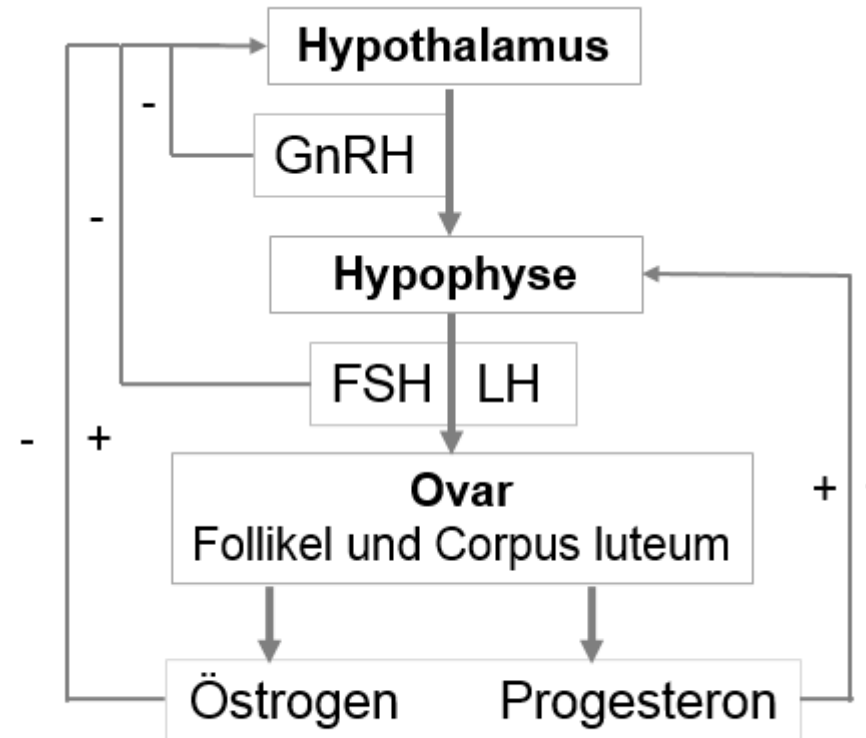 Hypothalamus
-
GnRH
-
Hypophyse
FSH LH
- +
Ovar
Follikel und Corpus luteum
+
Östrogen Progesteron